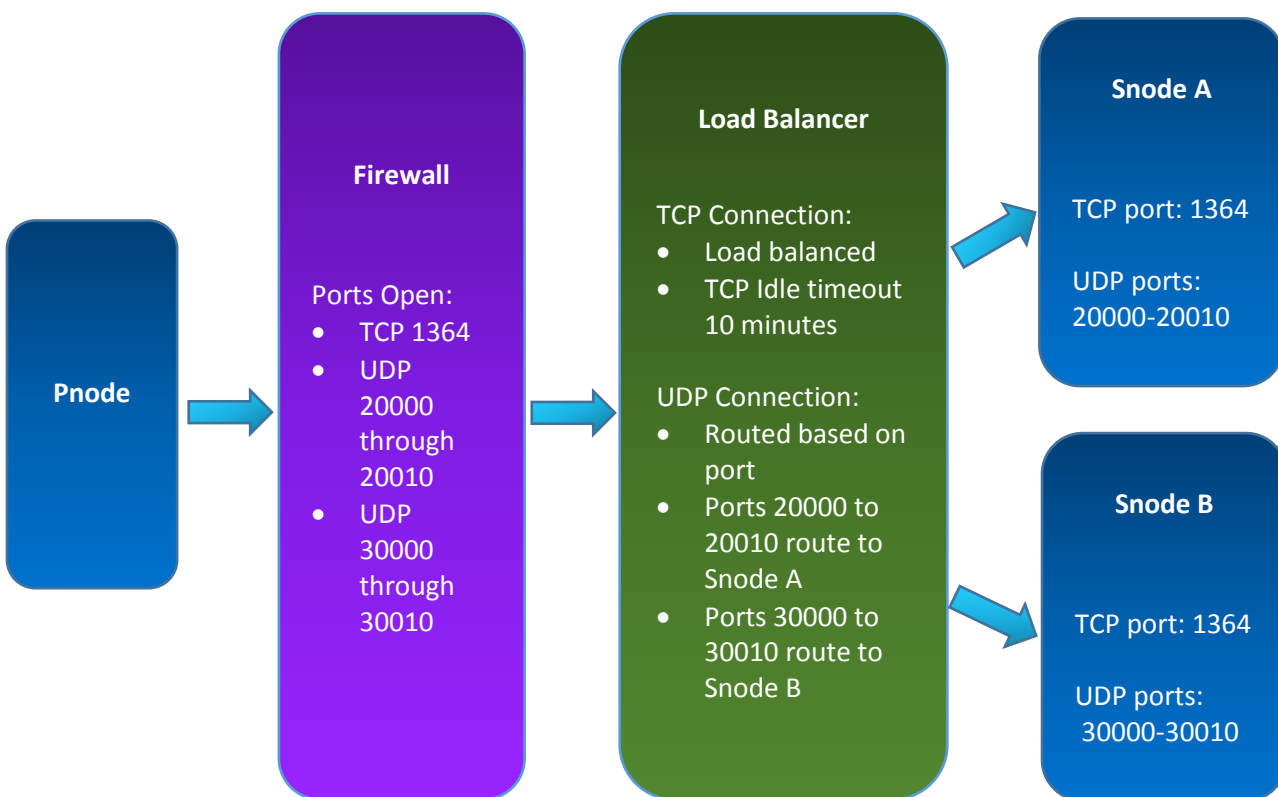 Pnode
Firewall
Ports Open:
• TCP 1364
• UDP
20000
through
20010
• UDP
30000
through
30010
Load Balancer
TCP Connection:
• Load balanced
• TCP Idle timeout
10 minutes
UDP Connection:
• Routed based on
port
• Ports 20000 to
20010 route to
Snode A
• Ports 30000 to
30010 route to
Snode B
Snode A
TCP port: 1364
UDP ports:
20000-20010
Snode B
TCP port: 1364
UDP ports:
30000-30010